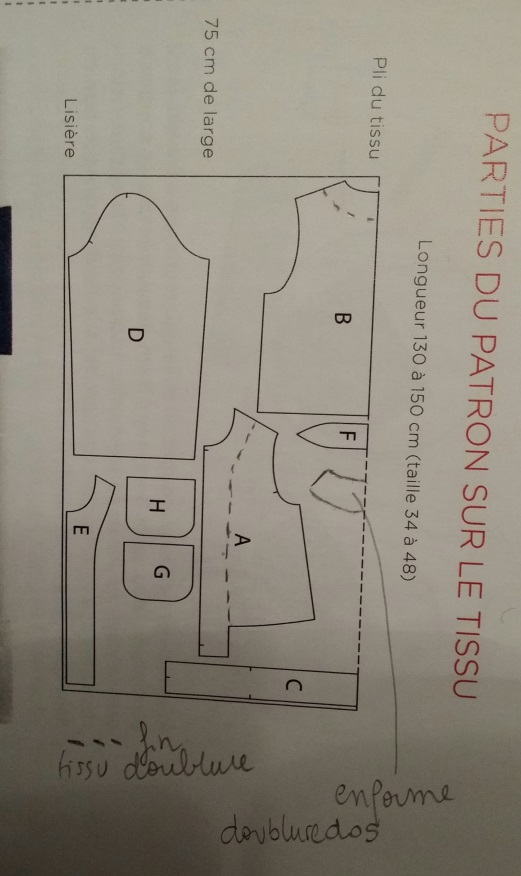 PARTIES DU PATRON SUR LE TISSU
Longueur 130 à 150 cm (taille 34 à 48)
Pli du tissu
75 cm de large
Lisière
B
F
D
A
H
G
E
C
fin
tissu doublure
enforme
doublure dos